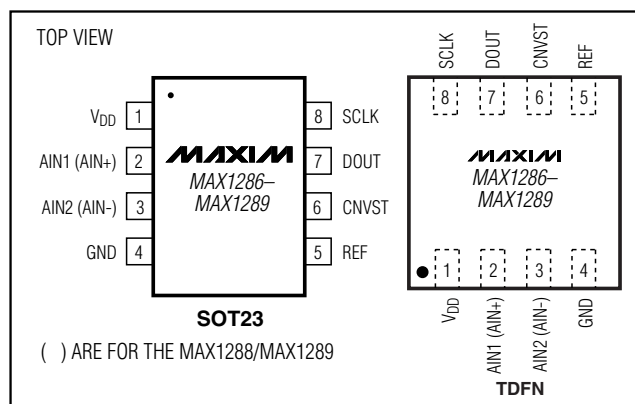 TOP VIEW
VDD 1
AIN1 (AIN+) 2
AIN2 (AIN-) 3
GND 4
MAXIM
MAX1286–
MAX1289
8 SCLK
7 DOUT
6 CNVST
5 REF
SOT23
( ) ARE FOR THE MAX1288/MAX1289
SCLK
DOUT
CNVST
REF
8 7 6 5
MAXIM
MAX1286–
MAX1289
1 2 3 4
VDD
AIN1 (AIN+)
AIN2 (AIN-)
GND
TDFN